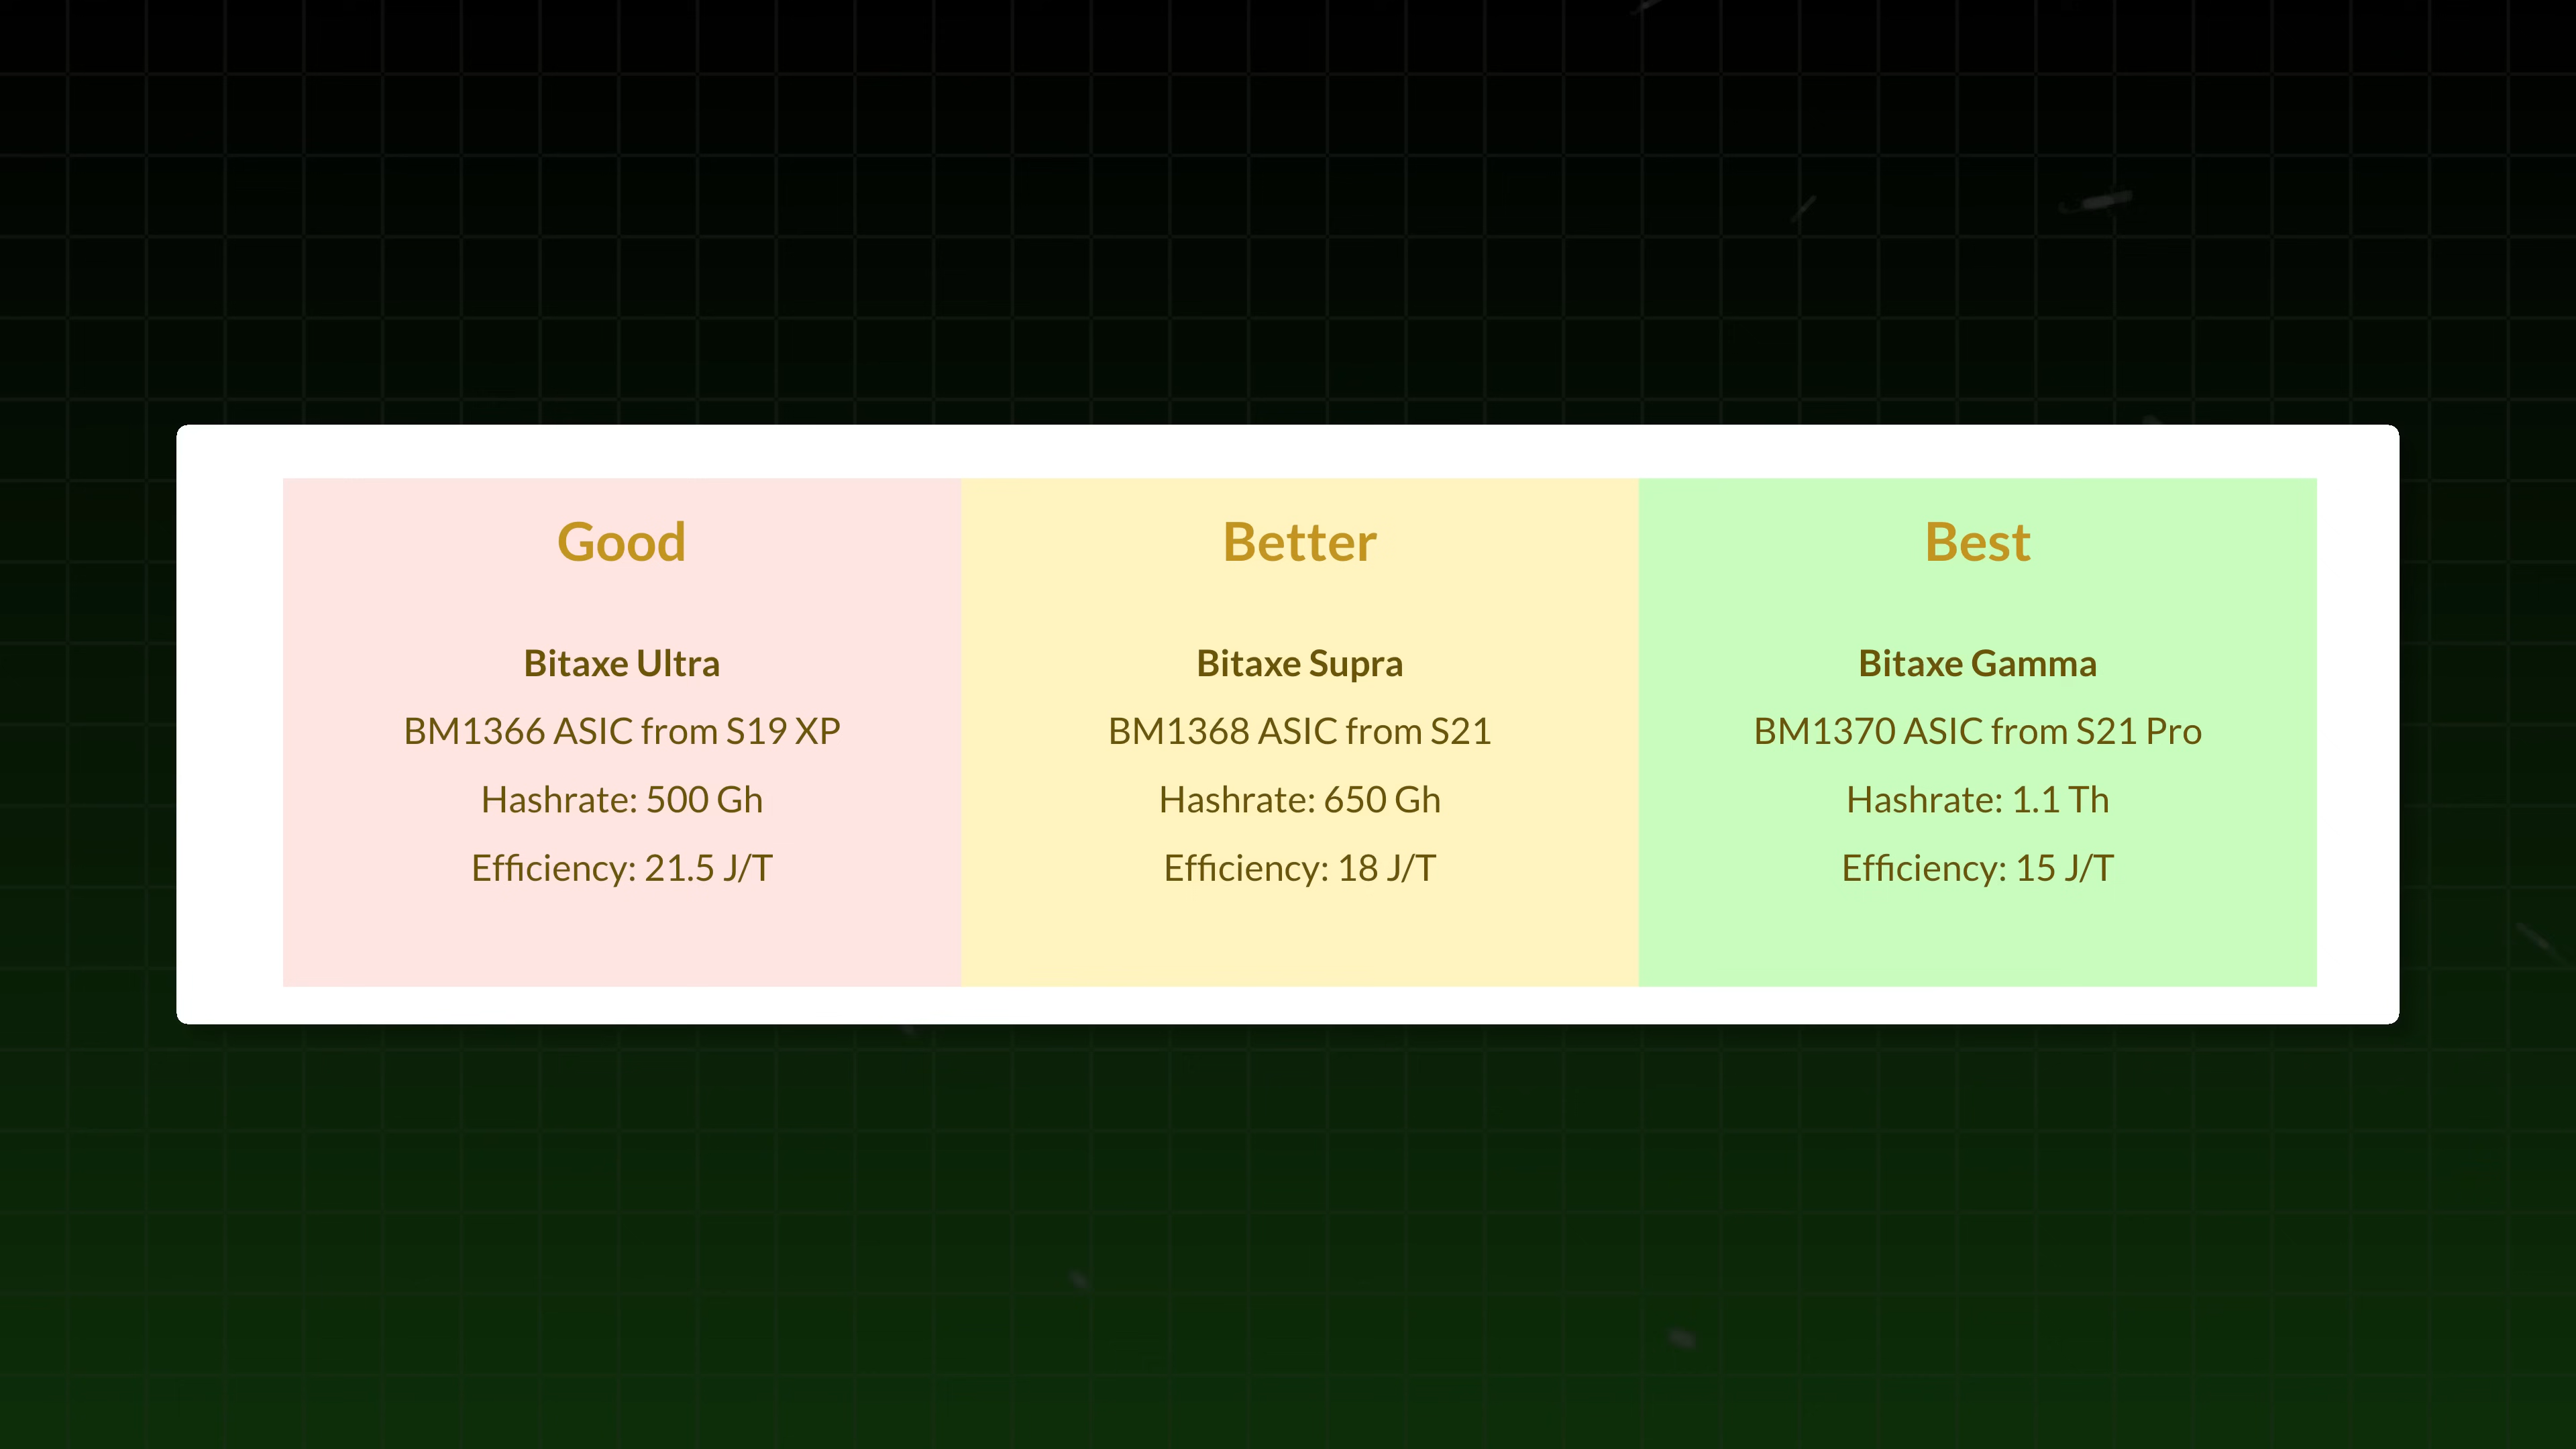 Good
Bitaxe Ultra
BM1366 ASIC from S19 XP
Hashrate: 500 Gh
Efficiency: 21.5 J/T
Better
Bitaxe Supra
BM1368 ASIC from S21
Hashrate: 650 Gh
Efficiency: 18 J/T
Best
Bitaxe Gamma
BM1370 ASIC from S21 Pro
Hashrate: 1.1 Th
Efficiency: 15 J/T